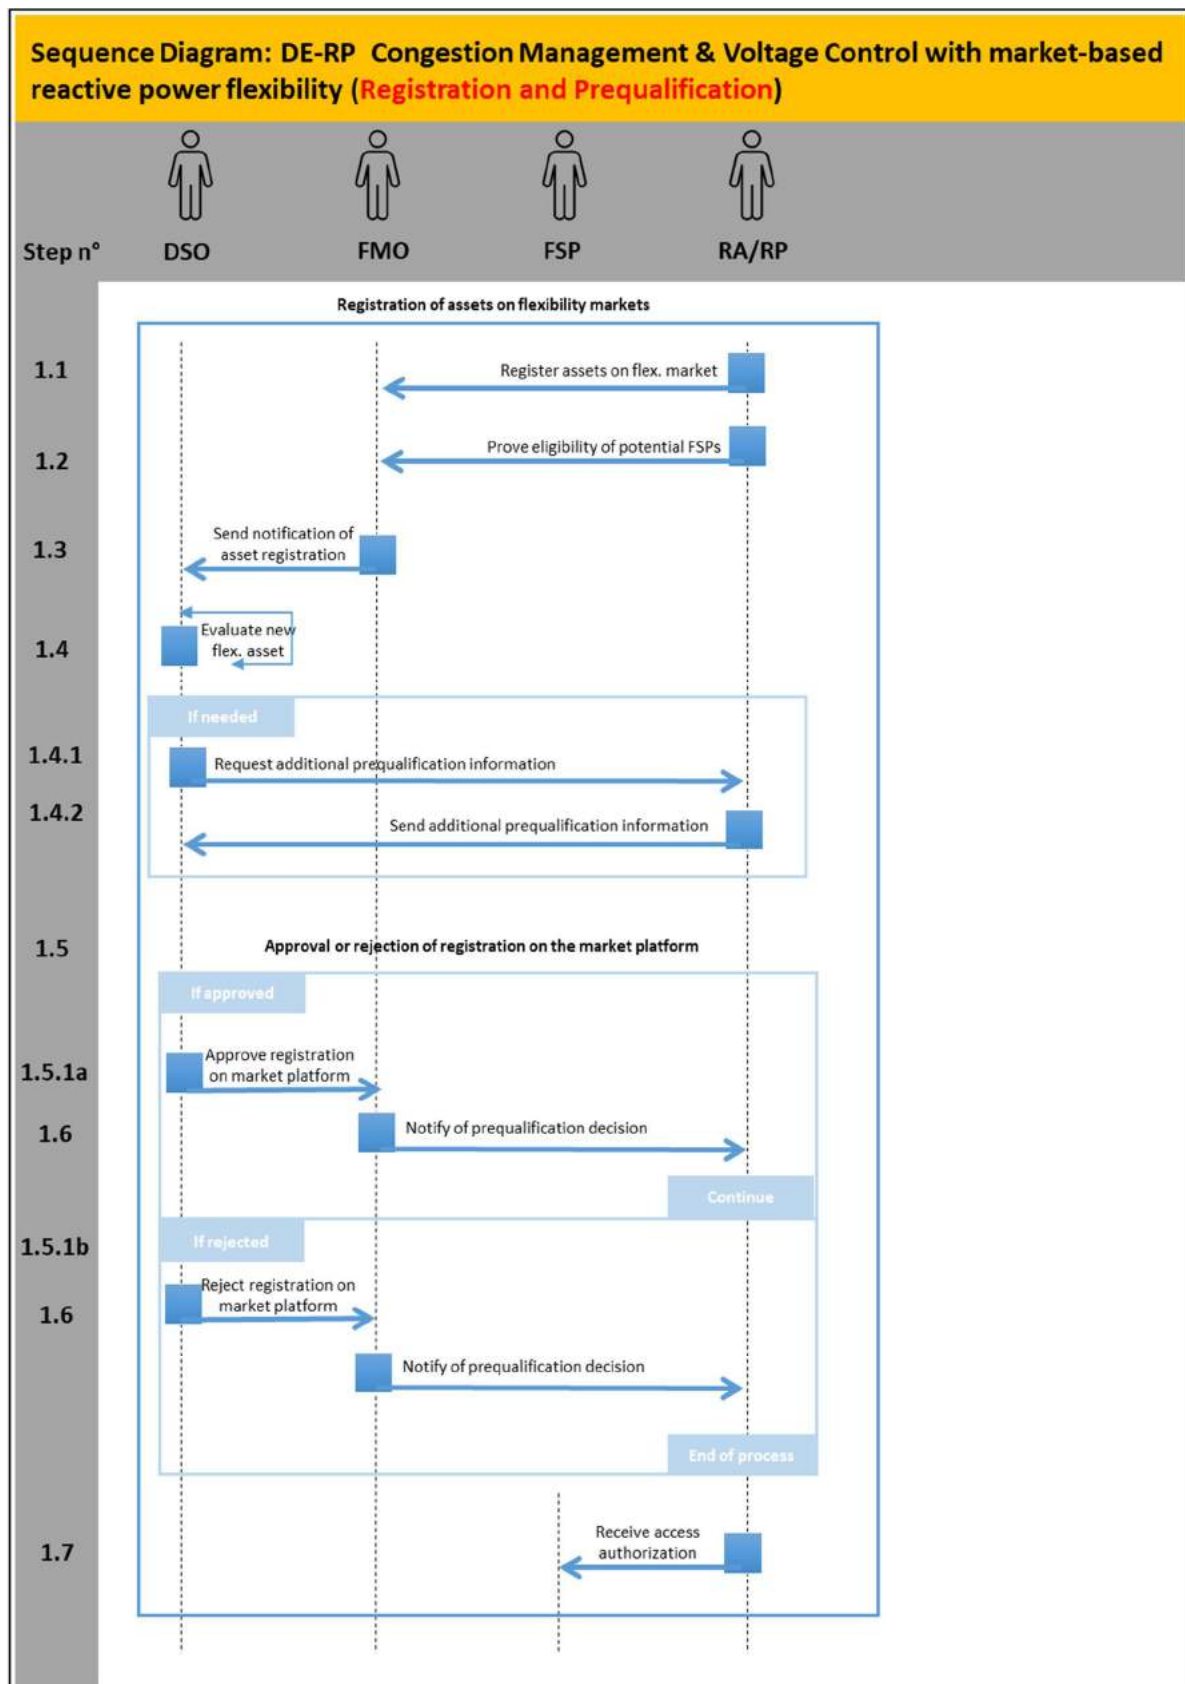 Sequence Diagram: DE-RP Congestion Management & Voltage Control with market-based
reactive power flexibility (Registration and Prequalification)
Step n° DSO FMO FSP RA/RP
Registration of assets on flexibility markets
1.1 Register assets on flex. market
1.2 Prove eligibility of potential FSPs
1.3 Send notification of
asset registration
1.4 Evaluate new
flex. asset
If needed
1.4.1 Request additional prequalification information
1.4.2 Send additional prequalification information
1.5 Approval or rejection of registration on the market platform
If approved
1.5.1a Approve registration
on market platform
1.6 Notify of prequalification decision
Continue
1.5.1b If rejected
Reject registration on
1.6 market platform
Notify of prequalification decision
End of process
1.7 Receive access
authorization